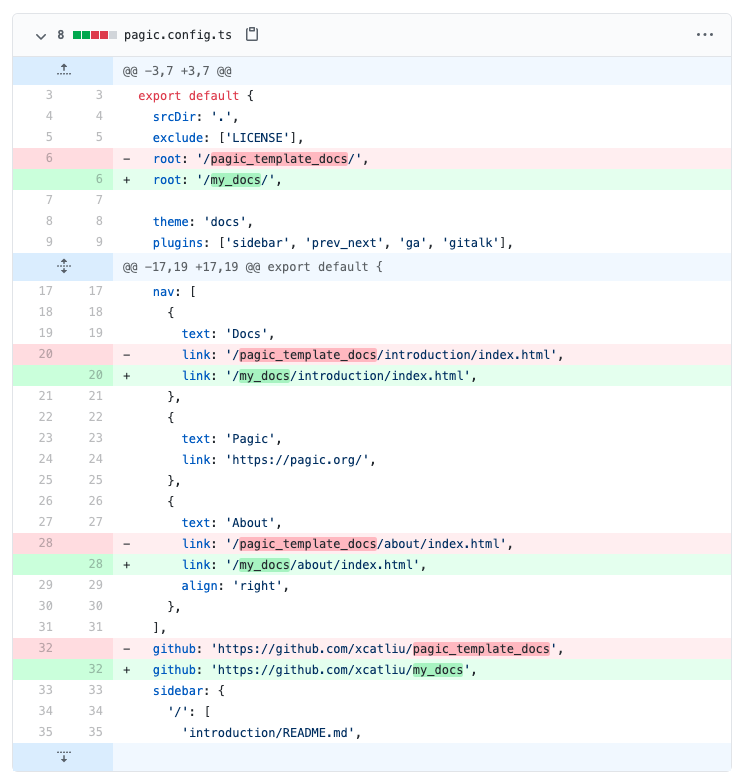 8 pagic.config.ts
@@ -3,7 +3,7 @@
3 3 export default {
4 4 srcDir: '.',
5 5 exclude: ['LICENSE'],
6 - root: '/pagic_template_docs/',
6 + root: '/my_docs/',
7 7
8 8 theme: 'docs',
9 9 plugins: ['sidebar', 'prev_next', 'ga', 'gitalk'],
@@ -17,19 +17,19 @@ export default {
17 17 nav: [
18 18 {
19 19 text: 'Docs',
20 - link: '/pagic_template_docs/introduction/index.html',
20 + link: '/my_docs/introduction/index.html',
21 21 },
22 22 {
23 23 text: 'Pagic',
24 24 link: 'https://pagic.org/',
25 25 },
26 26 {
27 27 text: 'About',
28 - link: '/pagic_template_docs/about/index.html',
28 + link: '/my_docs/about/index.html',
29 29 align: 'right',
30 30 },
31 31 ],
32 - github: 'https://github.com/xcatliu/pagic_template_docs',
32 + github: 'https://github.com/xcatliu/my_docs',
33 33 sidebar: {
34 34 '/': [
35 35 'introduction/README.md',